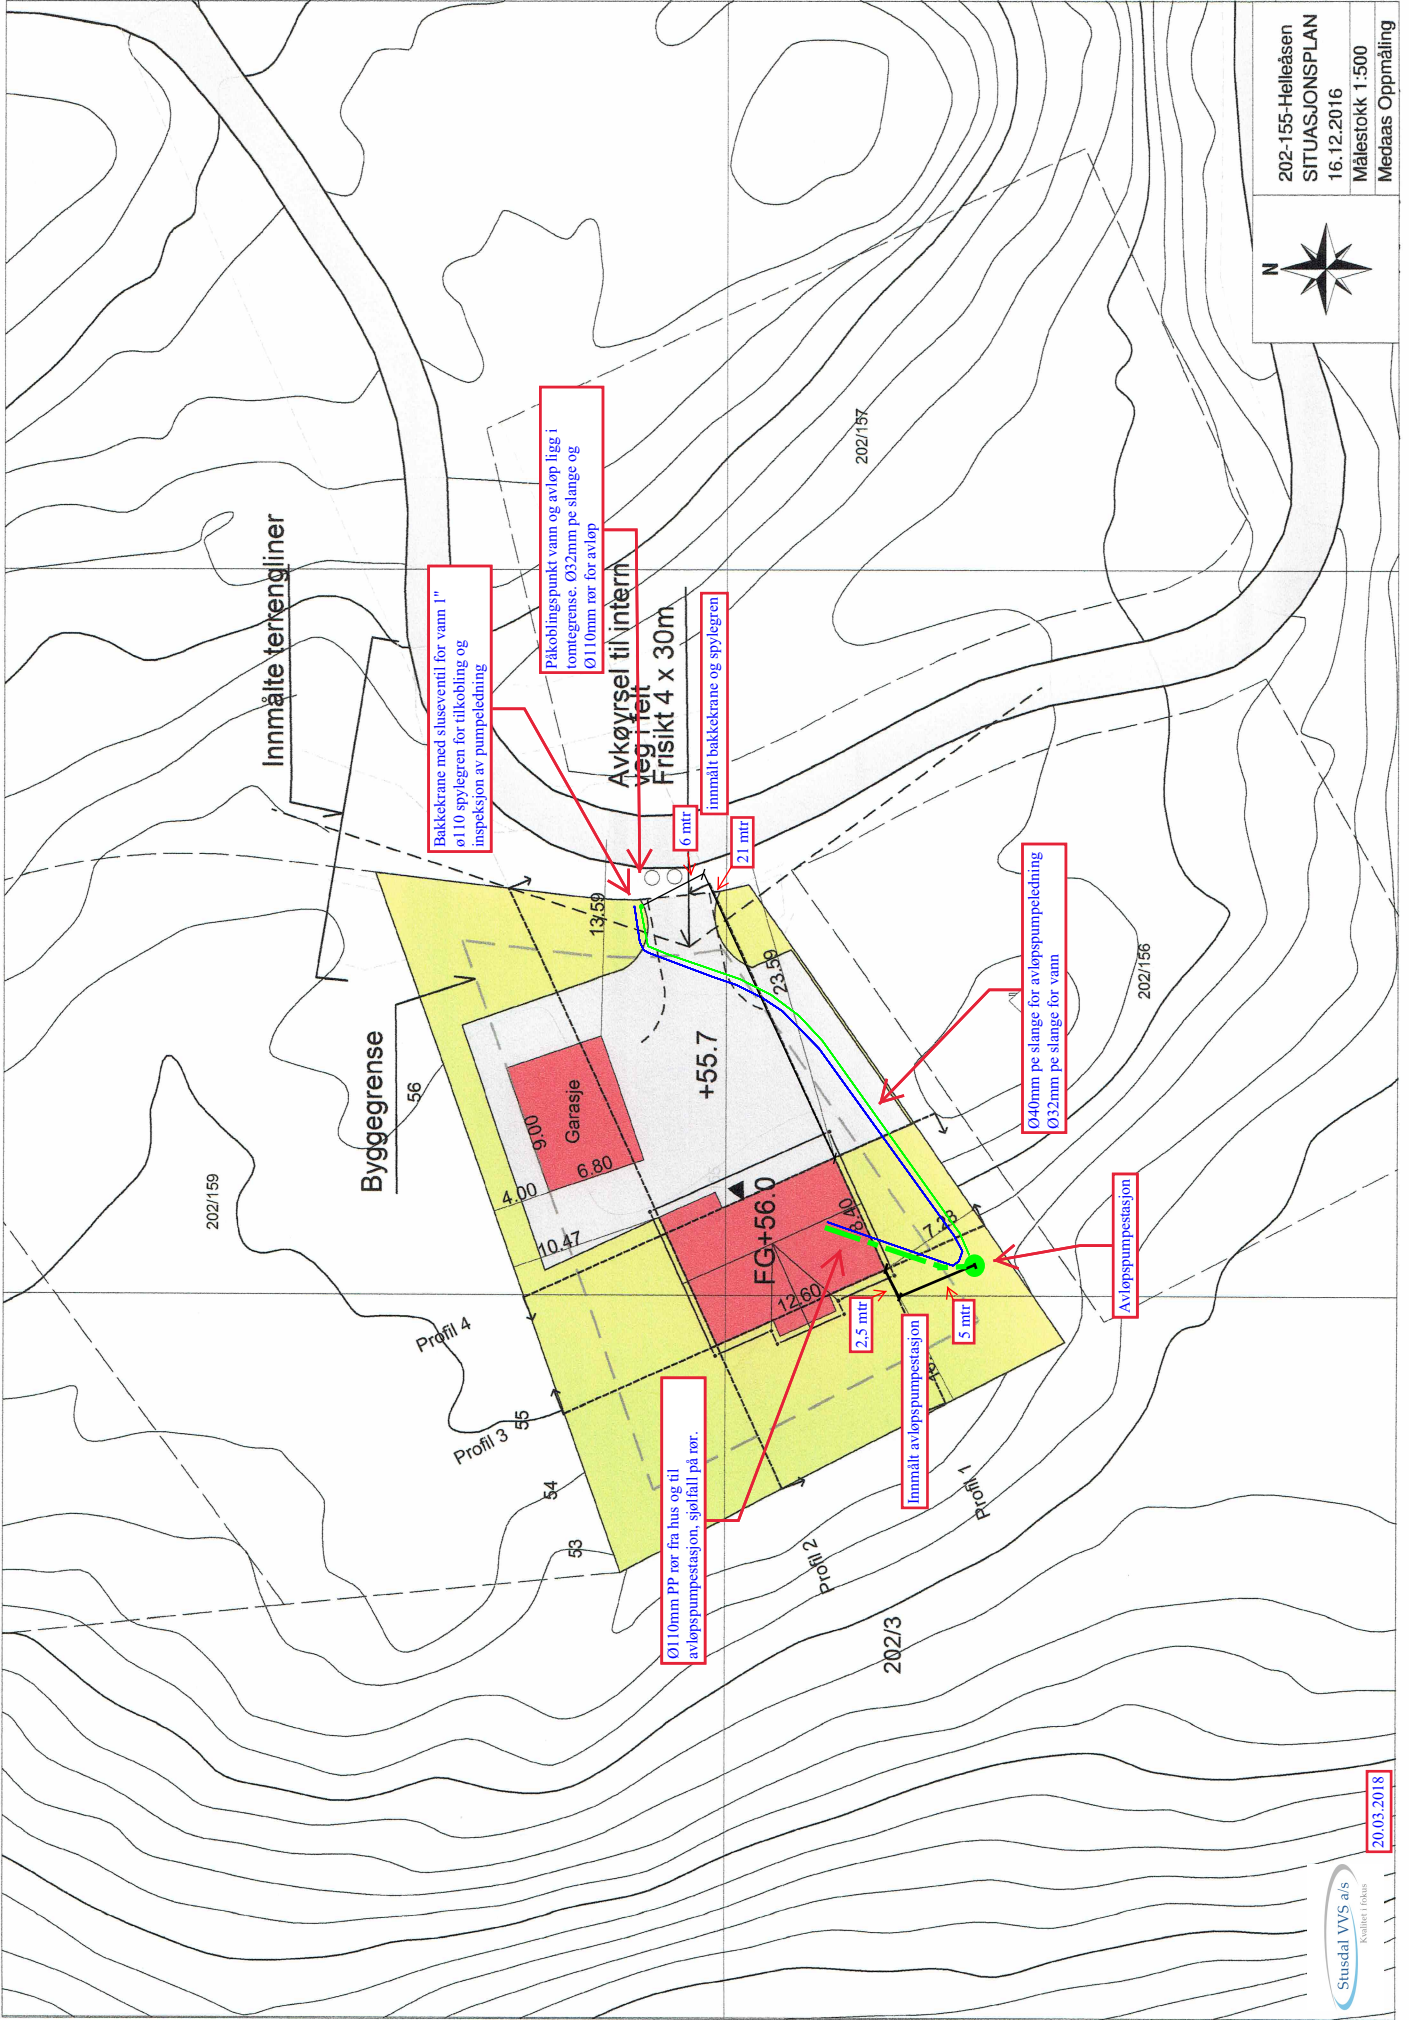 202-155-Helleåsen
SITUASJONSPLAN
16.12.2016
Målestokk 1:500
Medaas Oppmåling
N
Innmålte terrengliner
Bakkekrane med sluseventil for vann 1"
ø110 spylegren for tilkobling og
inspeksjon av pumpeledning
Påkoblingspunkt vann og avløp ligg i
tomtegrense. Ø32mm pe slange og
Ø110mm rør for avløp
Avkøyrsel til intern
veg i felt
Frisikt 4 x 30m
innmålt bakkekrane og spylegren
6 mtr
21 mtr
202/157
13.59
23.59
202/156
Byggegrense
56
202/159
9.00
Garasje
6.80
4.00
10.47
+55.7
FG+56.0
8.40
12.60
7.23
Ø40mm pe slange for avløpspumpeledning
Ø32mm pe slange for vann
Avløpspumpestasjon
2,5 mtr
5 mtr
Innmålt avløpspumpestasjon
Ø110mm PP rør fra hus og til
avløpspumpestasjon, sjølfall på rør.
Profil 4
Profil 3
55
54
53
Profil 2
Profil 1
202/3
20.03.2018
Stusdal VVS a/s
Kvalitet i fokus